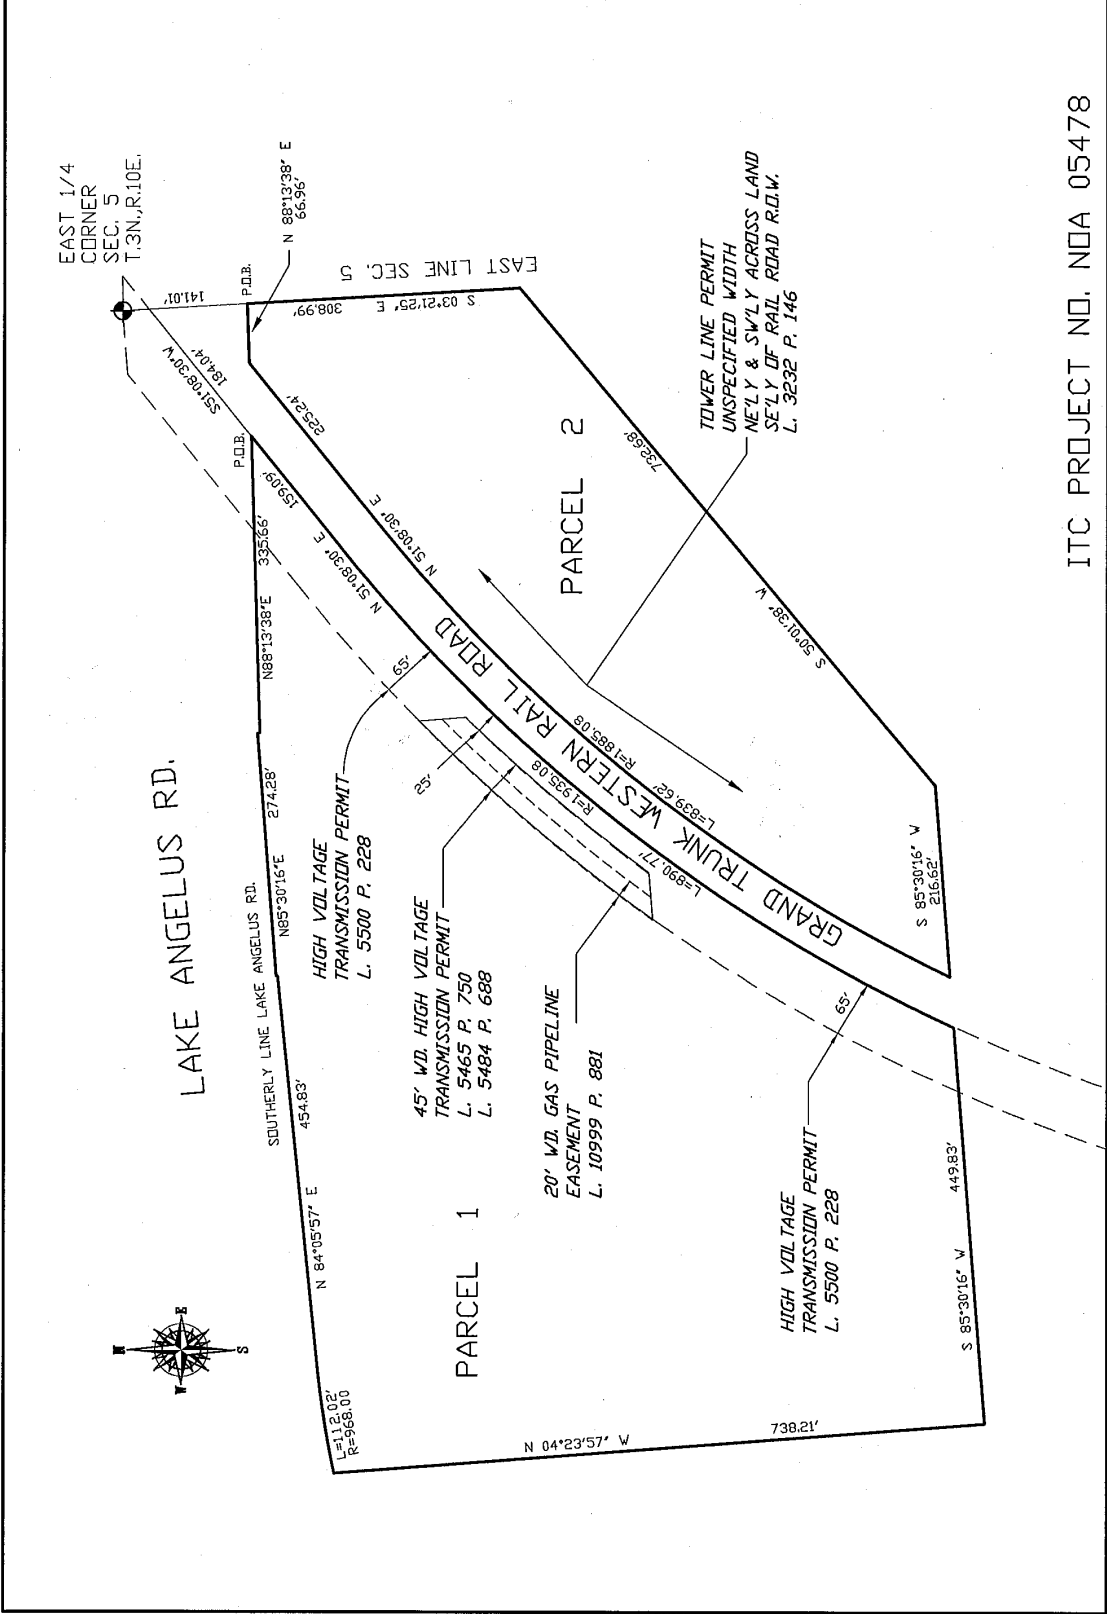 EAST 1/4
CORNER
SEC. 5
T.3N.,R.10E.
141.01'
P.O.B.
N 88°13'38" E
66.96'
S51°08'30"W
184.04'
EAST LINE SEC. 5
S 03°21'25" E
308.99'
P.O.B.
159.09'
N 51°08'30" E
225.24'
N 51°08'30" E
335.66'
N88°13'38"E
LAKE ANGELUS RD.
274.28'
N85°30'16"E
SOUTHERLY LINE LAKE ANGELUS RD.
454.83'
N 84°05'57" E
L=112.02'
R=968.00
N
E
S
W
HIGH VOLTAGE
TRANSMISSION PERMIT
L. 5500 P. 228
65'
25'
45' WD. HIGH VOLTAGE
TRANSMISSION PERMIT
L. 5465 P. 750
L. 5484 P. 688
20' WD. GAS PIPELINE
EASEMENT
L. 10999 P. 881
R=1935.08
L=890.77'
GRAND TRUNK WESTERN RAIL ROAD
R=1885.08
L=839.62'
PARCEL 2
732.68'
S 50°01'38" W
TOWER LINE PERMIT
UNSPECIFIED WIDTH
NE'LY & SW'LY ACROSS LAND
SE'LY OF RAIL ROAD R.O.W.
L. 3232 P. 146
S 85°30'16" W
216.62'
65'
HIGH VOLTAGE
TRANSMISSION PERMIT
L. 5500 P. 228
PARCEL 1
449.83'
S 85°30'16" W
738.21'
N 04°23'57" W
ITC PROJECT NO. NOA 05478